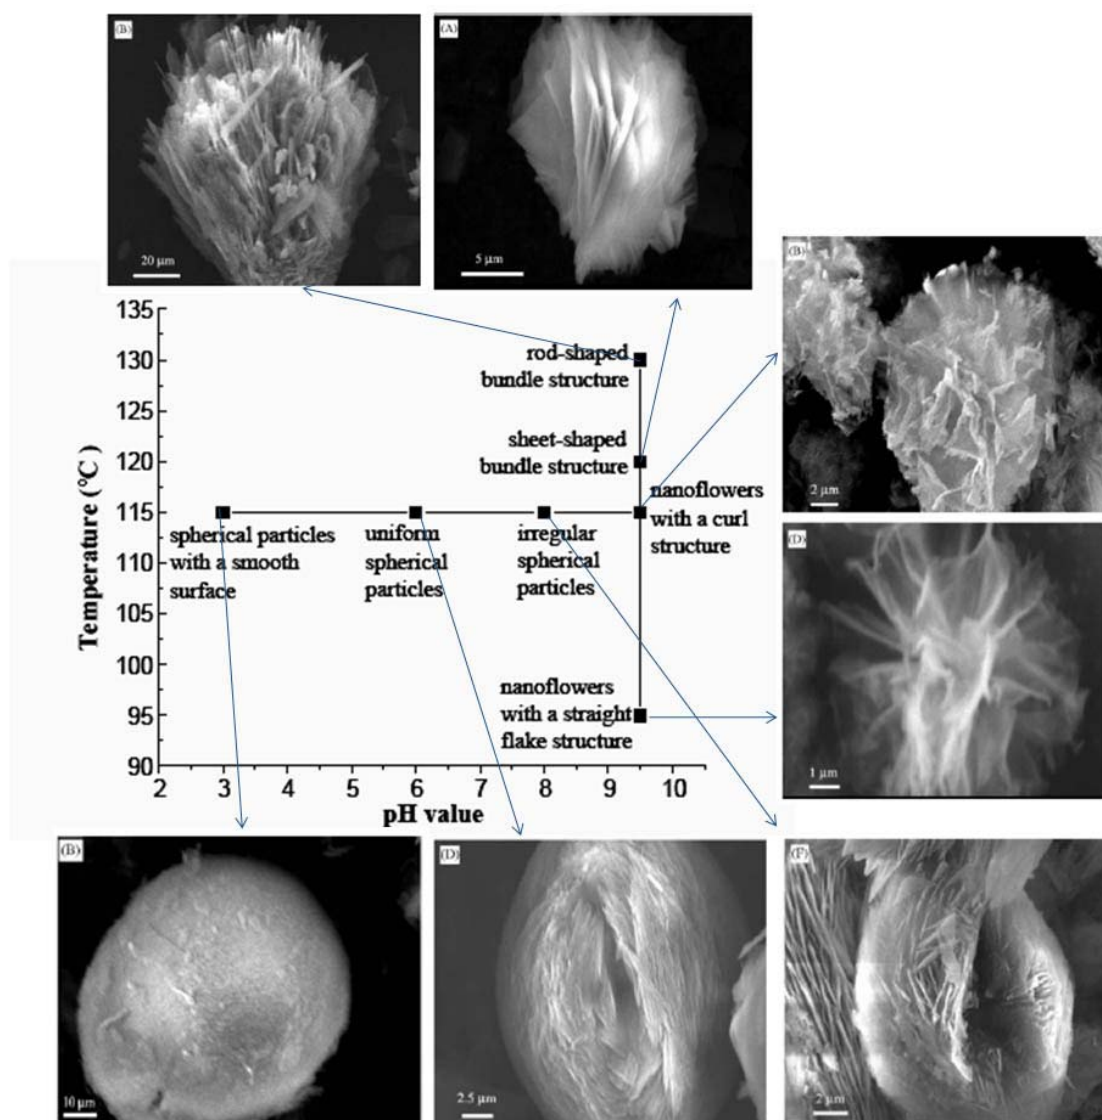 (B)
20 μm
(A)
5 μm
(B)
2 μm
(D)
1 μm
135
130
125
120
115
110
105
100
95
90
Temperature (°C)
rod-shaped
bundle structure
sheet-shaped
bundle structure
nanoflowers
with a curl
structure
spherical particles
with a smooth
surface
uniform
spherical
particles
irregular
spherical
particles
nanoflowers
with a straight
flake structure
2 3 4 5 6 7 8 9 10
pH value
(B)
10 μm
(D)
2.5 μm
(F)
2 μm